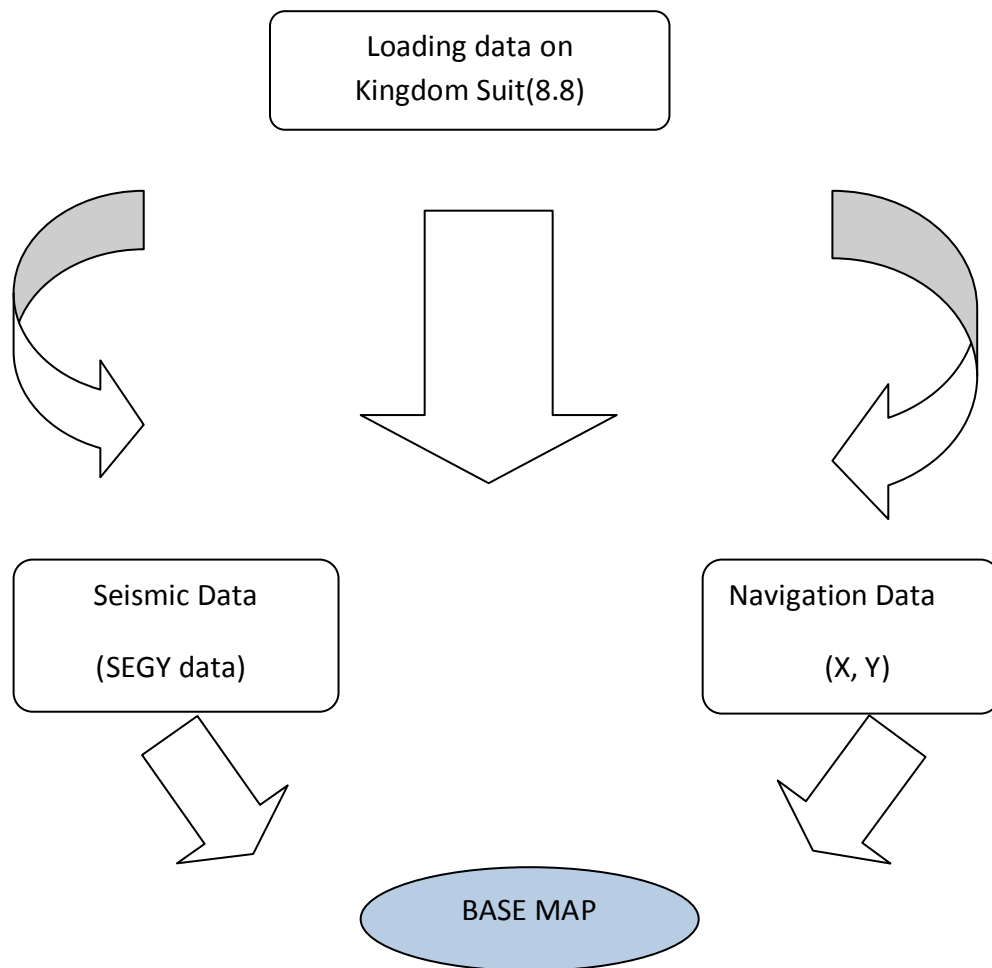 Loading data on
Kingdom Suit(8.8)
Seismic Data
(SEGY data)
Navigation Data
(X, Y)
BASE MAP